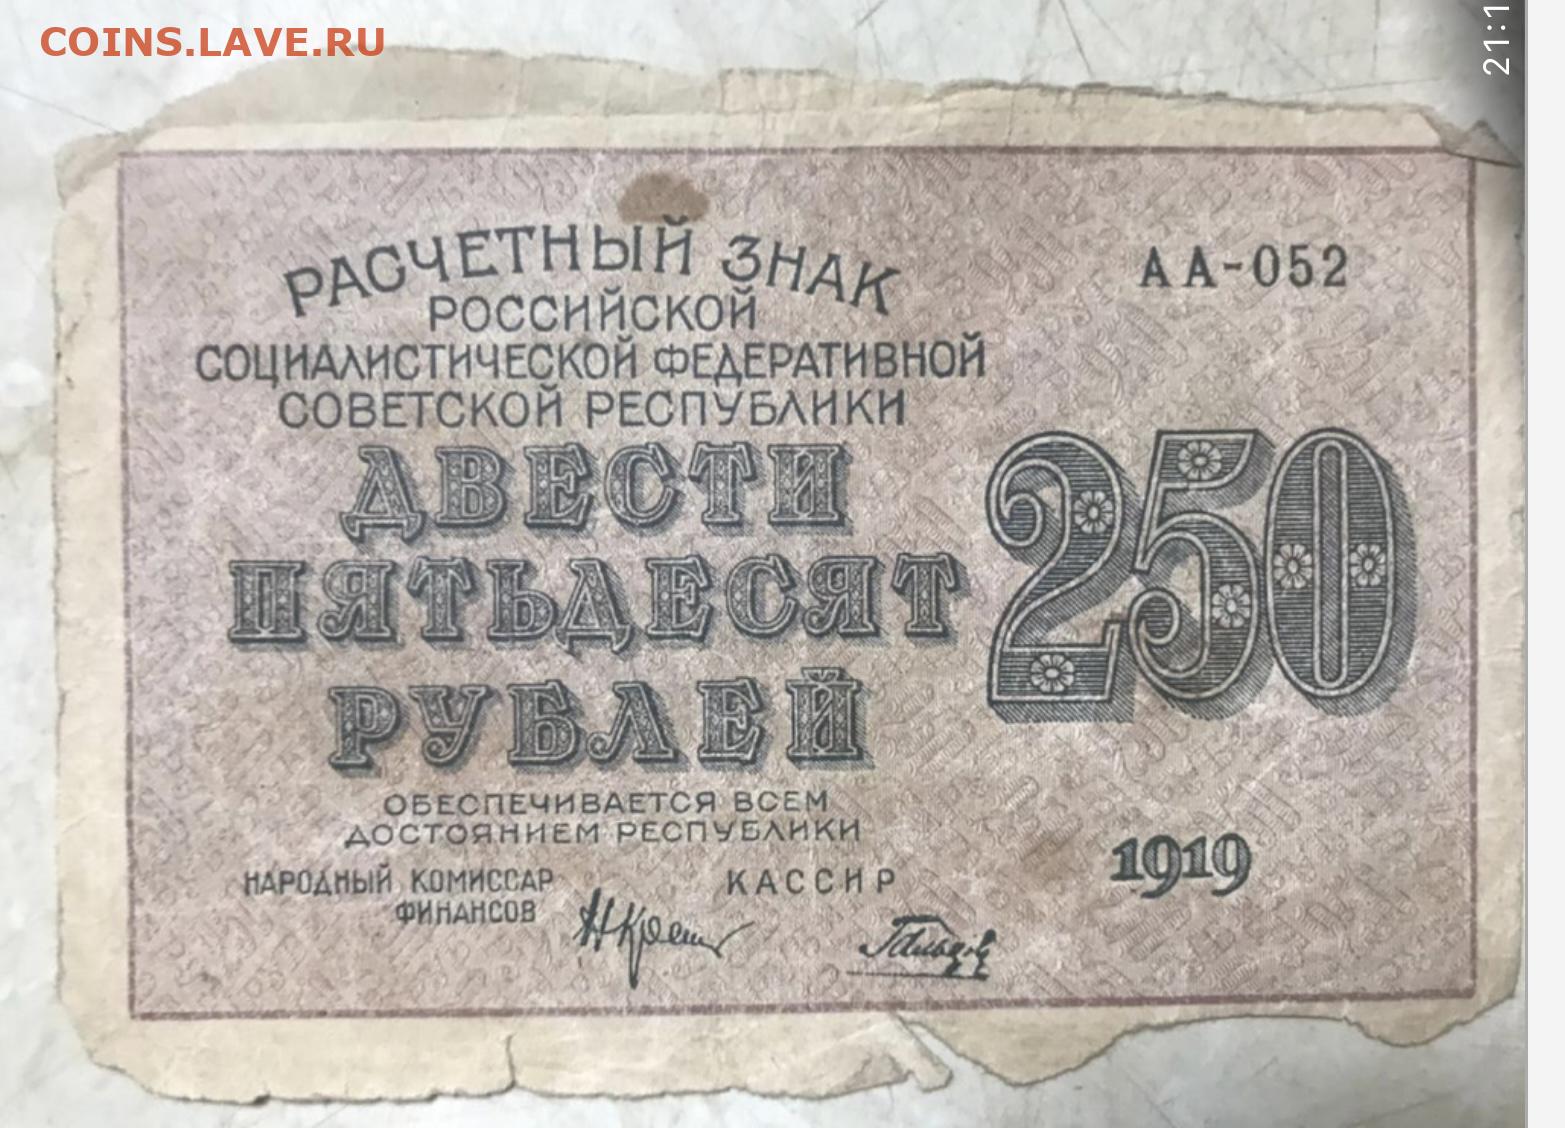 COINS.LAVE.RU
21:1
РАСЧЕТНЫЙ ЗНАК
АА-052
РОССИЙСКОЙ
СОЦИАЛИСТИЧЕСКОЙ ФЕДЕРАТИВНОЙ
СОВЕТСКОЙ РЕСПУБЛИКИ
ДВЕСТИ
ПЯТЬДЕСЯТ
РУБЛЕЙ
250
ОБЕСПЕЧИВАЕТСЯ ВСЕМ
ДОСТОЯНИЕМ РЕСПУБЛИКИ
НАРОДНЫЙ КОМИССАР
ФИНАНСОВ
КАССИР
1919